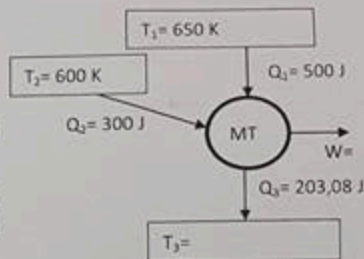 T₁= 650 K
T₂= 600 K
Q₁= 500 J
Q₂= 300 J
MT
W=
Q₃= 203,08 J
T₃=